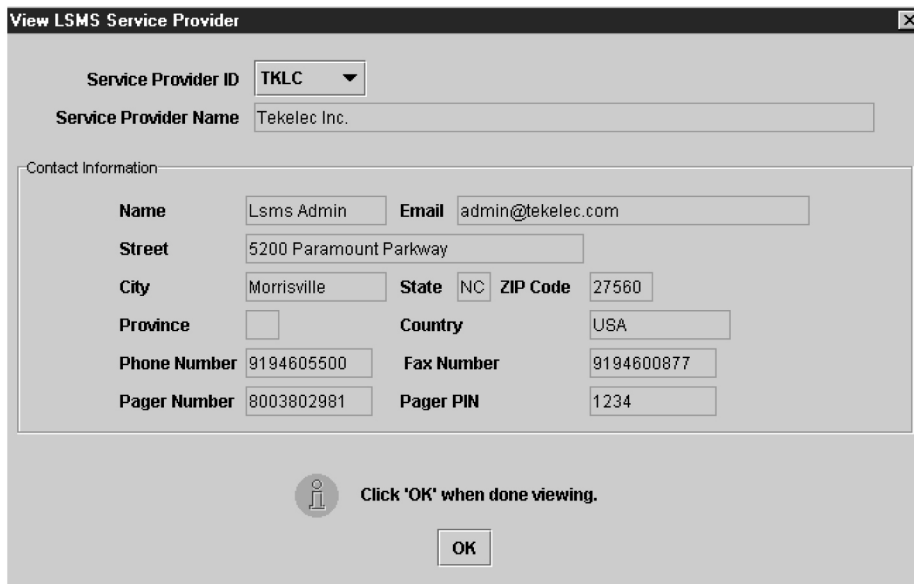 View LSMS Service Provider
Service Provider ID TKLC
Service Provider Name Tekelec Inc.
Contact Information
Name Lsms Admin Email admin@tekelec.com
Street 5200 Paramount Parkway
City Morrisville State NC ZIP Code 27560
Province Country USA
Phone Number 9194605500 Fax Number 9194600877
Pager Number 8003802981 Pager PIN 1234
Click 'OK' when done viewing.
OK